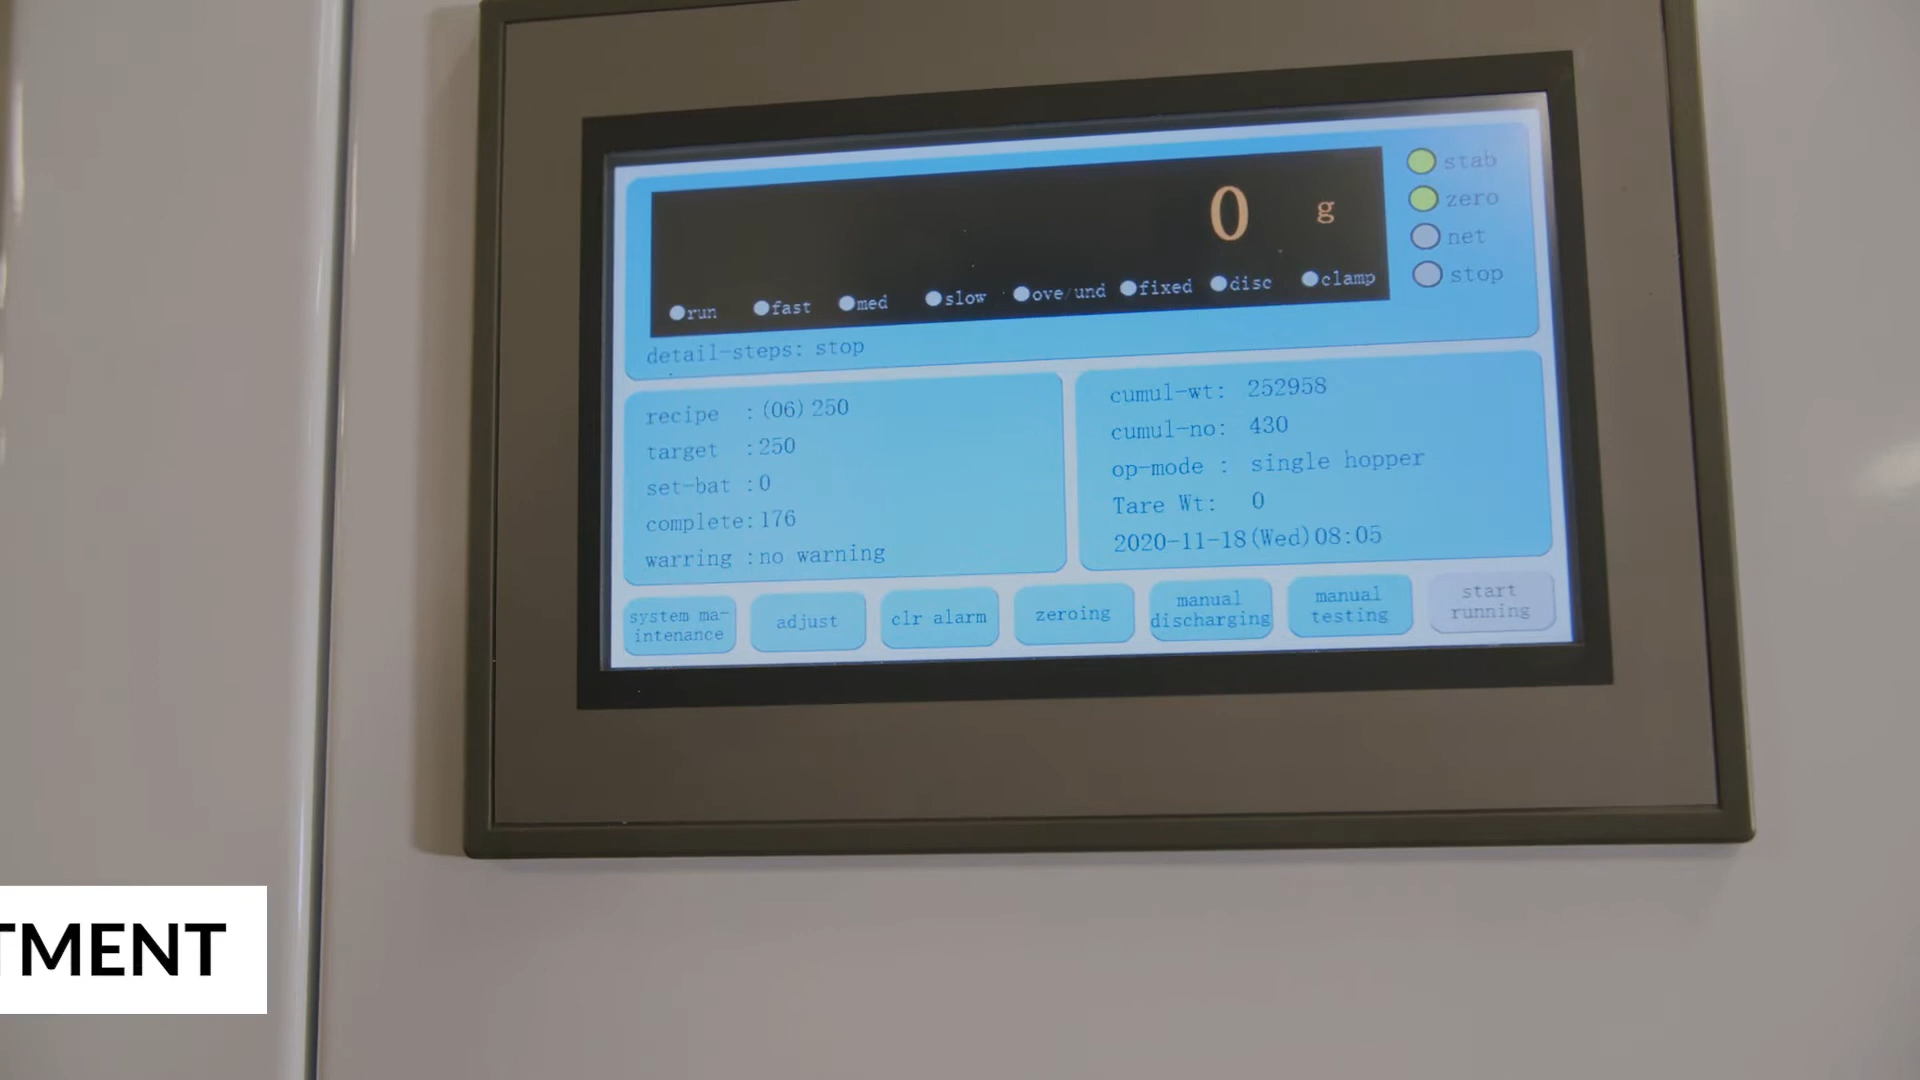 0 g
stab
zero
net
stop
run fast med slow ove/und fixed disc clamp
detail-steps: stop
recipe :(06)250
target :250
set-bat :0
complete:176
warring :no warning
cumul-wt: 252958
cumul-no: 430
op-mode : single hopper
Tare Wt: 0
2020-11-18(Wed)08:05
system ma-
intenance
adjust
clr alarm
zeroing
manual
discharging
manual
testing
start
running
TMENT